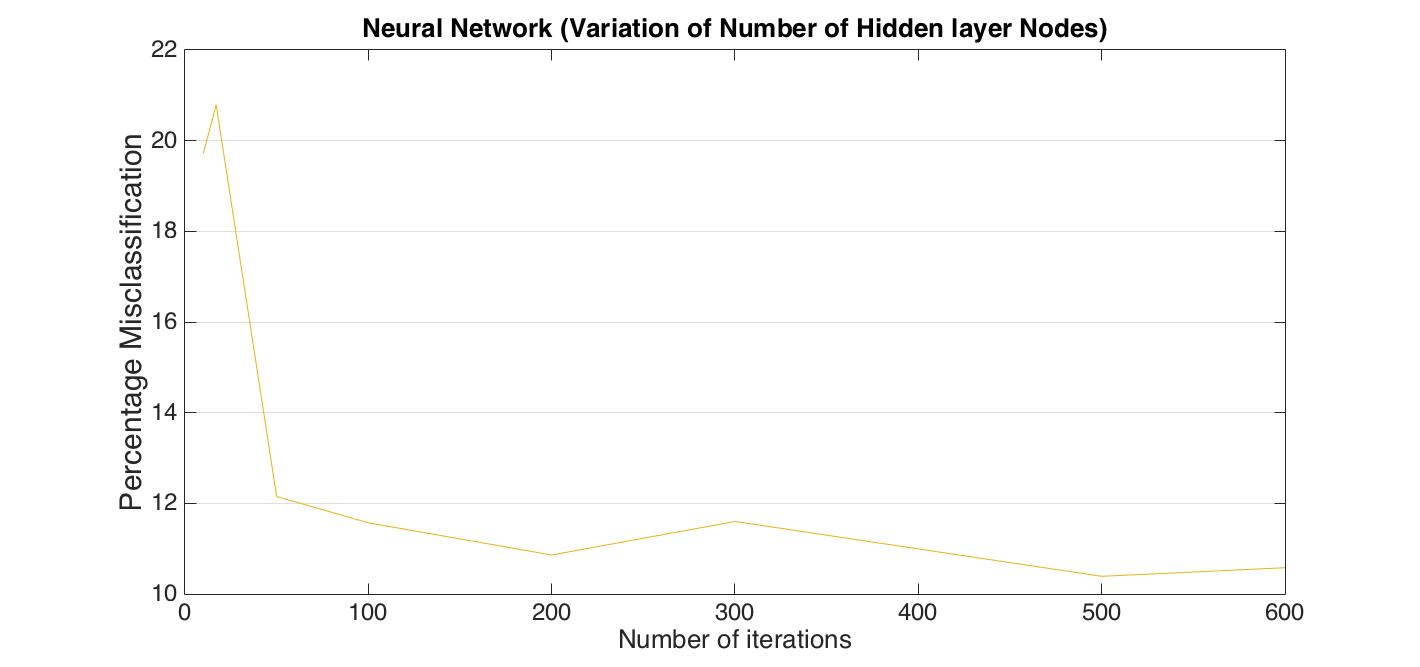 Neural Network (Variation of Number of Hidden layer Nodes)
Percentage Misclassification
22
20
18
16
14
12
10
0 100 200 300 400 500 600
Number of iterations